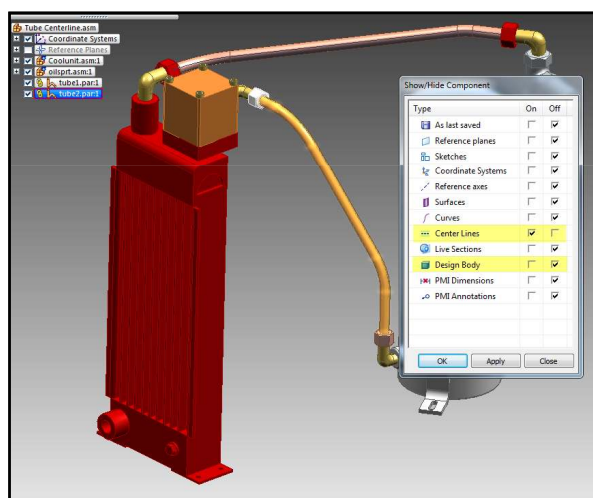 Tube Centerline.asm
Coordinate Systems
Reference Planes
Coolunit.asm:1
oilsprt.asm:1
tube1.par:1
tube2.par:1
Show/Hide Component
Type On Off
As last saved
Reference planes
Sketches
Coordinate Systems
Reference axes
Surfaces
Curves
Center Lines
Live Sections
Design Body
PMI Dimensions
PMI Annotations
OK Apply Close